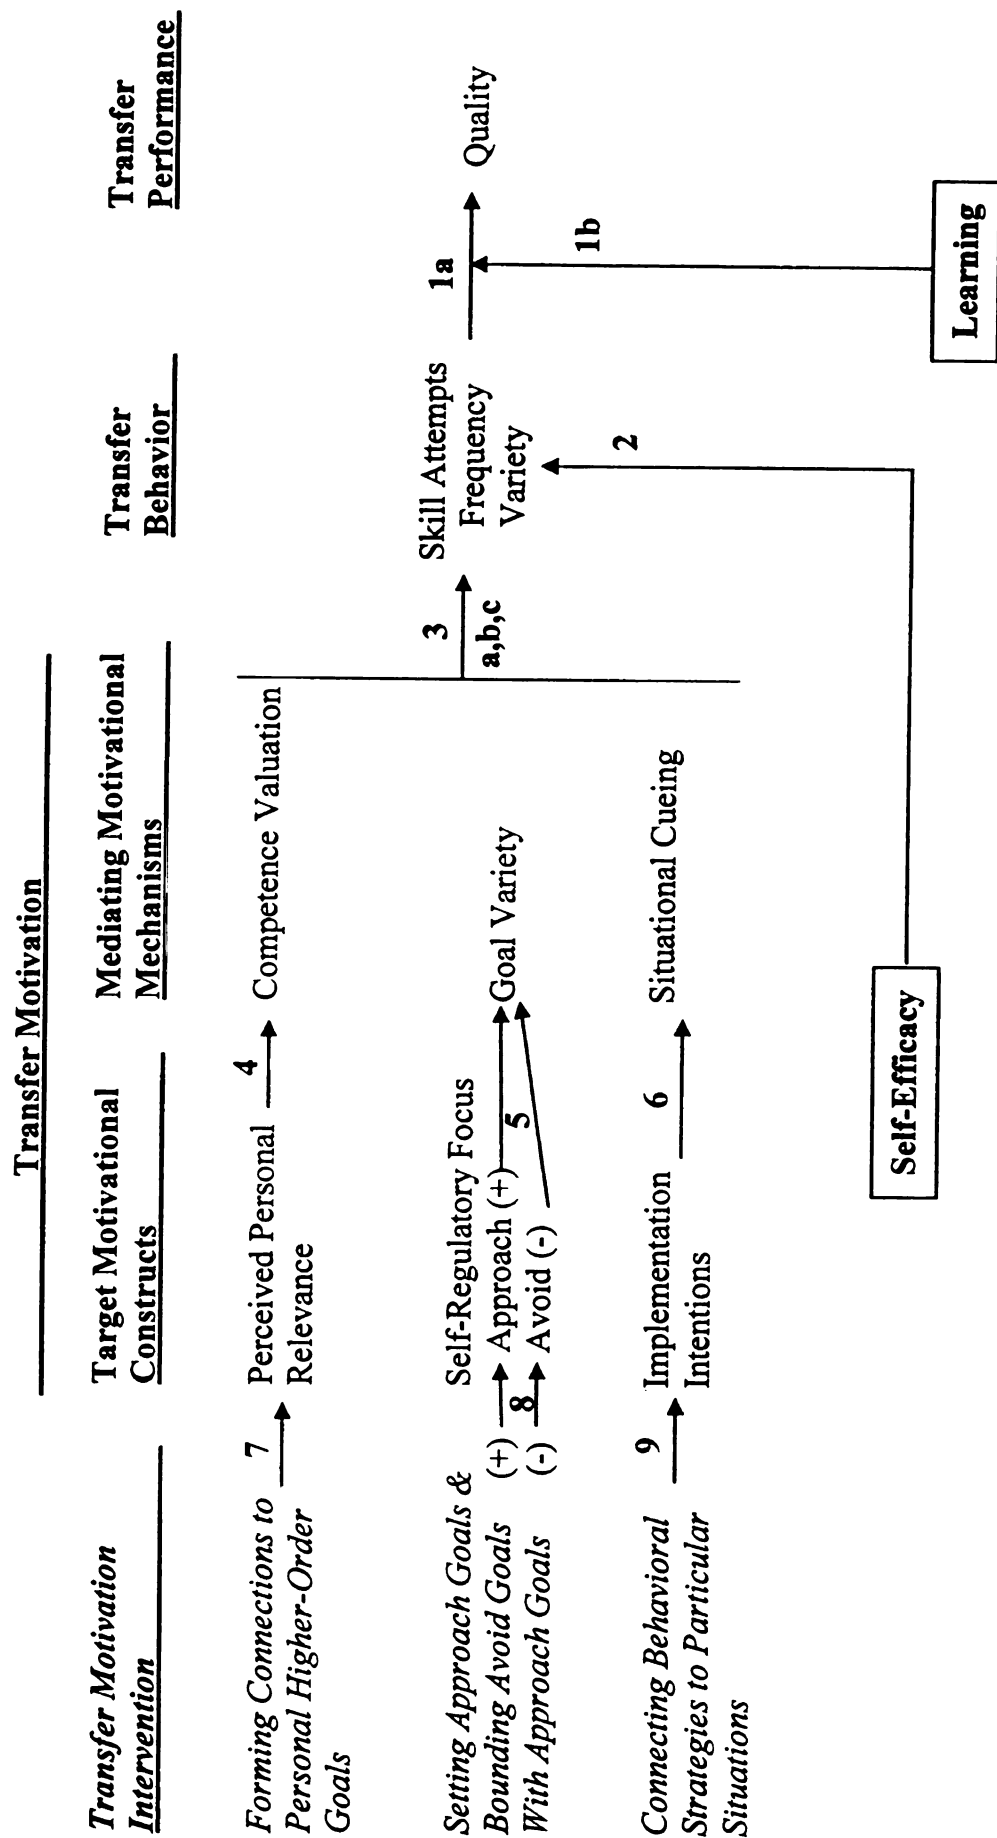 Transfer Motivation
Transfer Motivation
Intervention
Target Motivational
Constructs
Mediating Motivational
Mechanisms
Transfer
Behavior
Transfer
Performance
Forming Connections to
Personal Higher-Order
Goals
7
Perceived Personal
Relevance
4
Competence Valuation
Setting Approach Goals &
Bounding Avoid Goals
With Approach Goals
(+)
(-)
8
Self-Regulatory Focus
Approach (+)
Avoid (-)
5
Goal Variety
Connecting Behavioral
Strategies to Particular
Situations
9
Implementation
Intentions
6
Situational Cueing
3
a,b,c
Skill Attempts
Frequency
Variety
1a
Quality
1b
2
Self-Efficacy
Learning